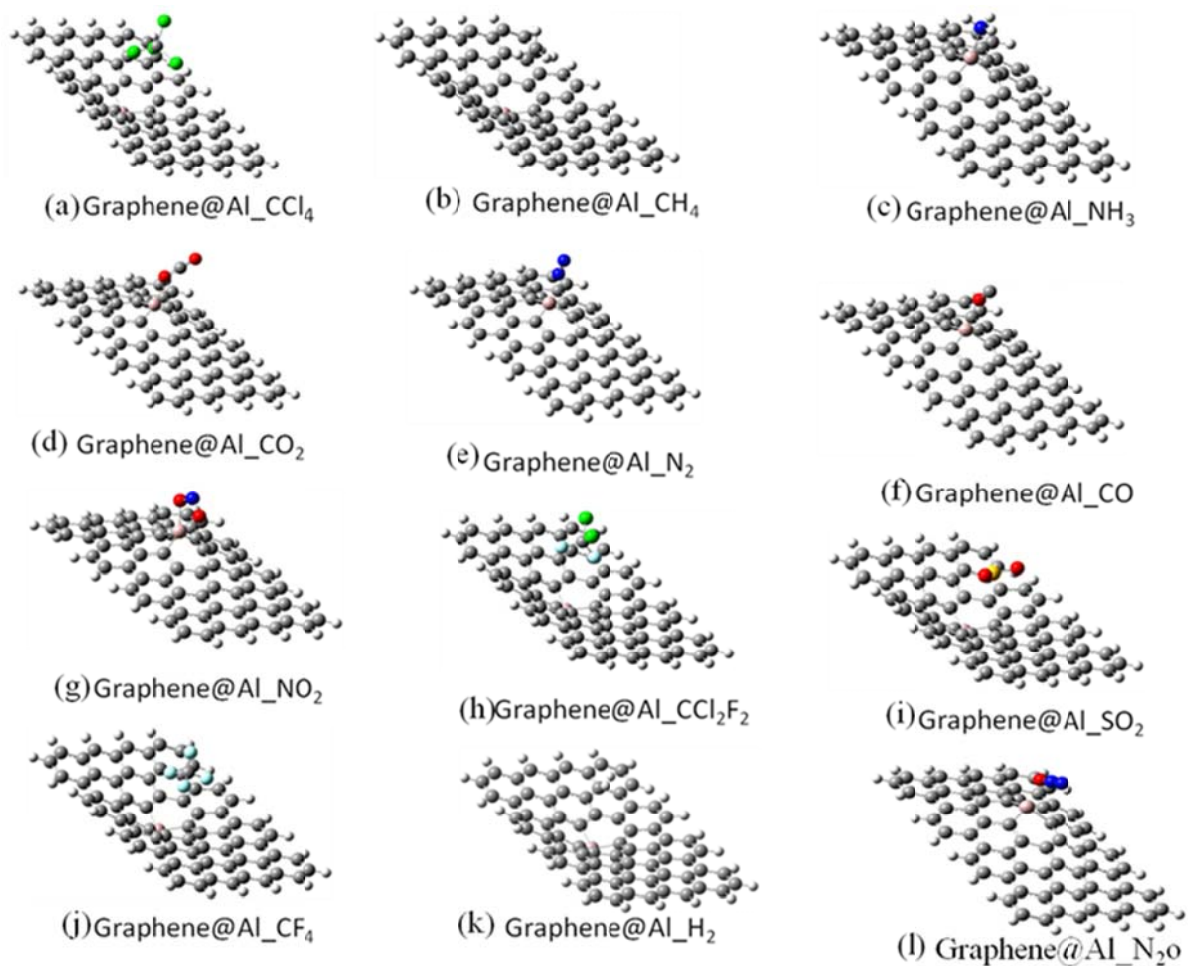 (a) Graphene@Al_CCl₄
(b) Graphene@Al_CH₄
(c) Graphene@Al_NH₃
(d) Graphene@Al_CO₂
(e) Graphene@Al_N₂
(f) Graphene@Al_CO
(g) Graphene@Al_NO₂
(h) Graphene@Al_CCl₂F₂
(i) Graphene@Al_SO₂
(j) Graphene@Al_CF₄
(k) Graphene@Al_H₂
(l) Graphene@Al_N₂o